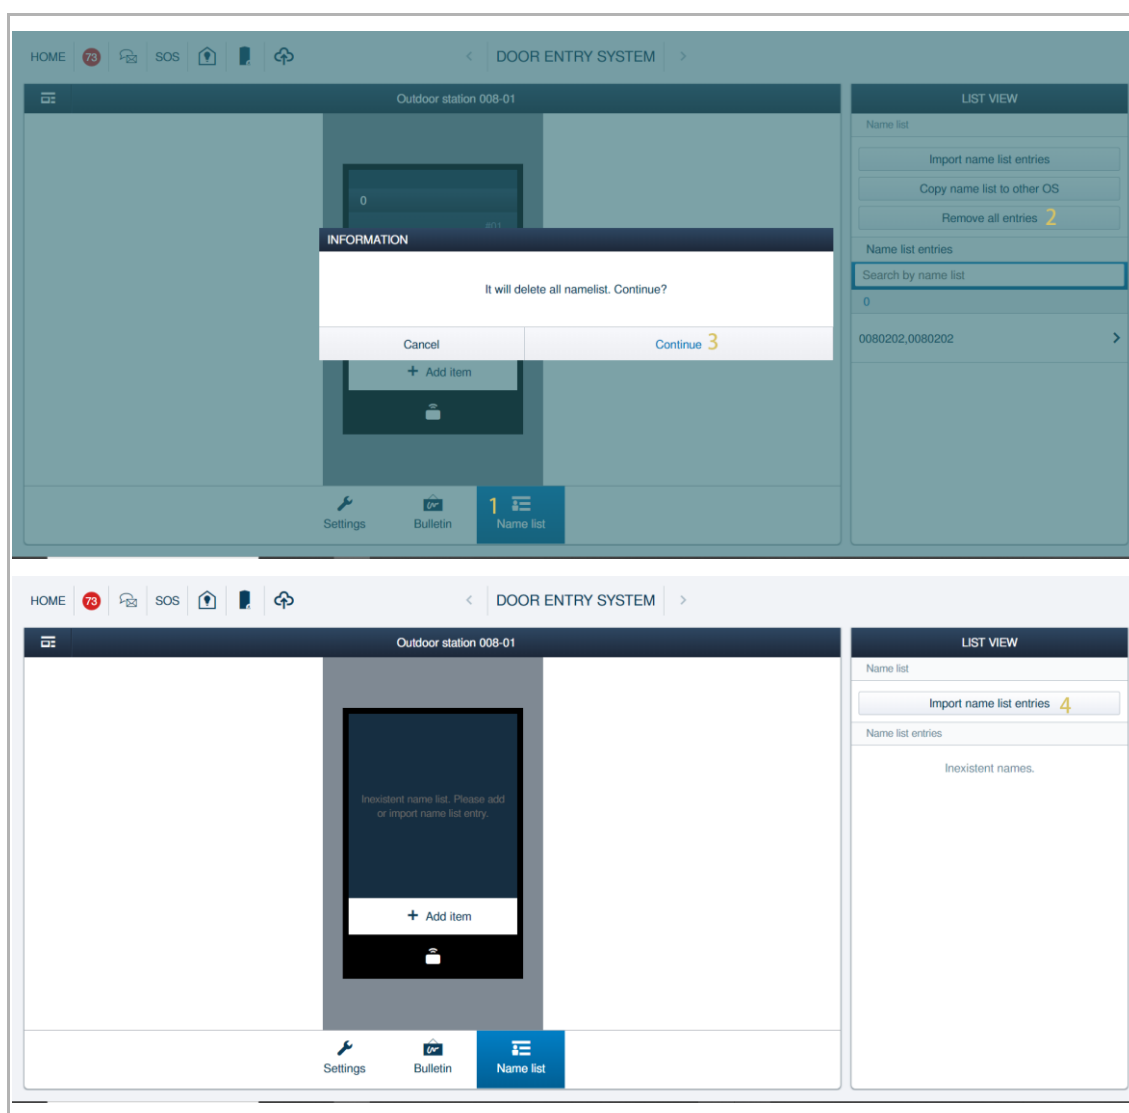 HOME 73 SOS < DOOR ENTRY SYSTEM >
Outdoor station 008-01
LIST VIEW
Name list
Import name list entries
Copy name list to other OS
Remove all entries 2
Name list entries
Search by name list
0
0080202,0080202
0
#01
INFORMATION
It will delete all namelist. Continue?
Cancel
Continue 3
+ Add item
Settings
Bulletin
1 Name list
HOME 73 SOS < DOOR ENTRY SYSTEM >
Outdoor station 008-01
LIST VIEW
Name list
Import name list entries 4
Name list entries
Inexistent names.
Inexistent name list. Please add
or import name list entry.
+ Add item
Settings
Bulletin
Name list